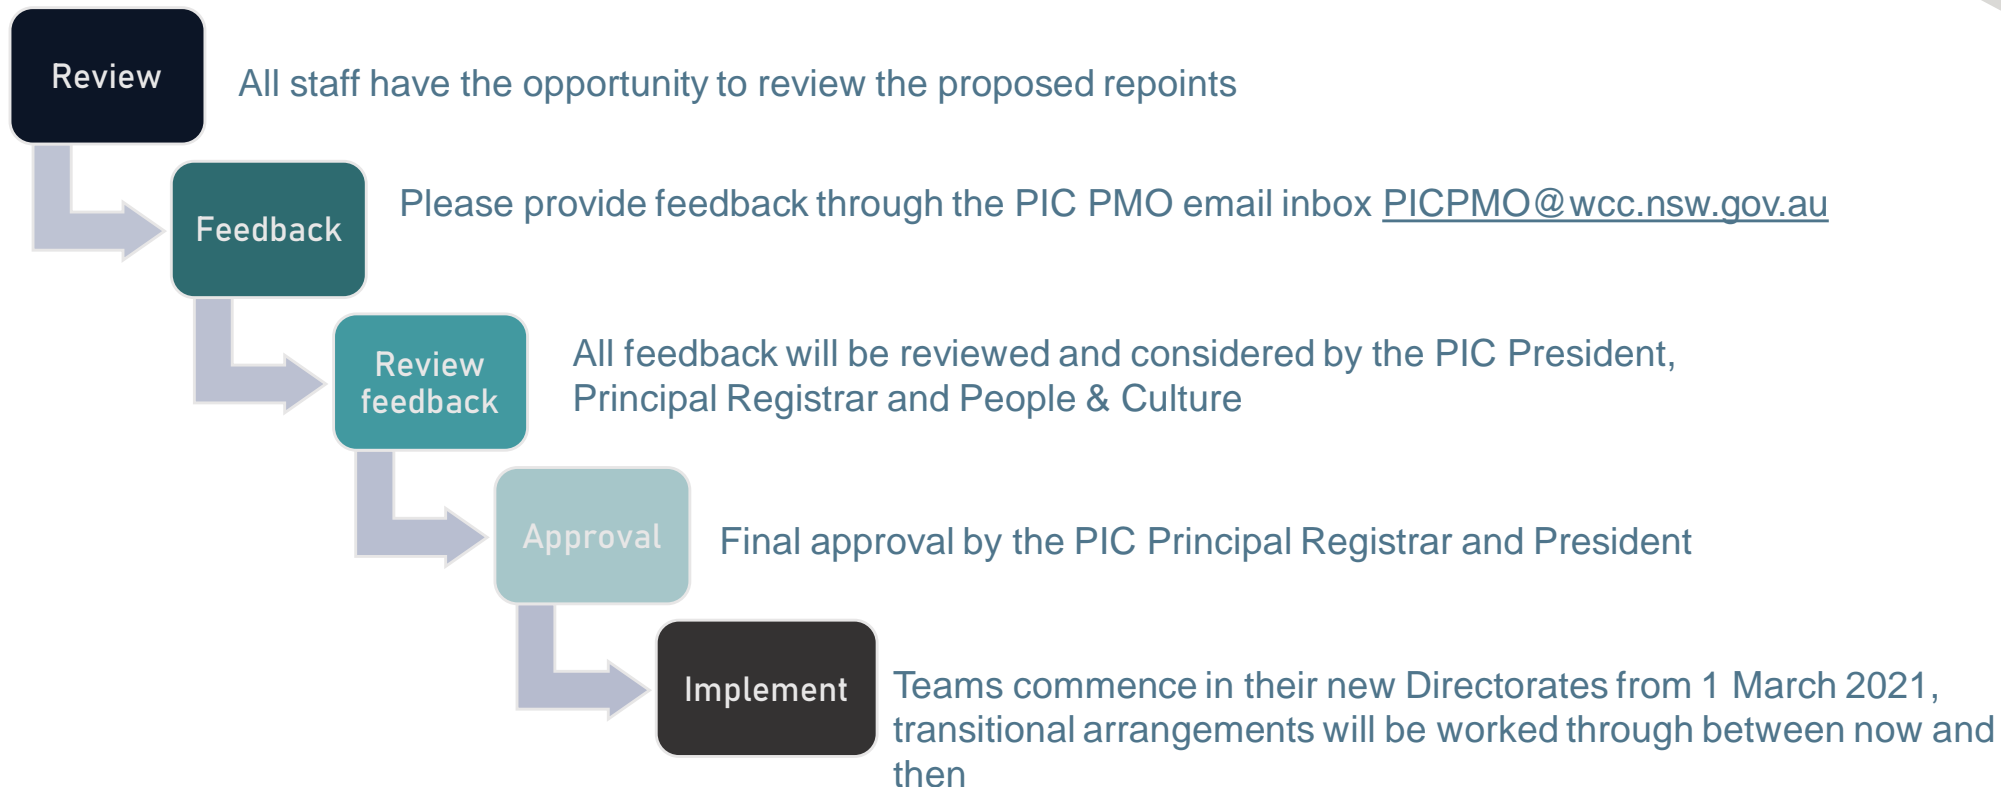 Review
All staff have the opportunity to review the proposed repoints
Feedback
Please provide feedback through the PIC PMO email inbox PICPMO@wcc.nsw.gov.au
Review
feedback
All feedback will be reviewed and considered by the PIC President,
Principal Registrar and People & Culture
Approval
Final approval by the PIC Principal Registrar and President
Implement
Teams commence in their new Directorates from 1 March 2021,
transitional arrangements will be worked through between now and
then